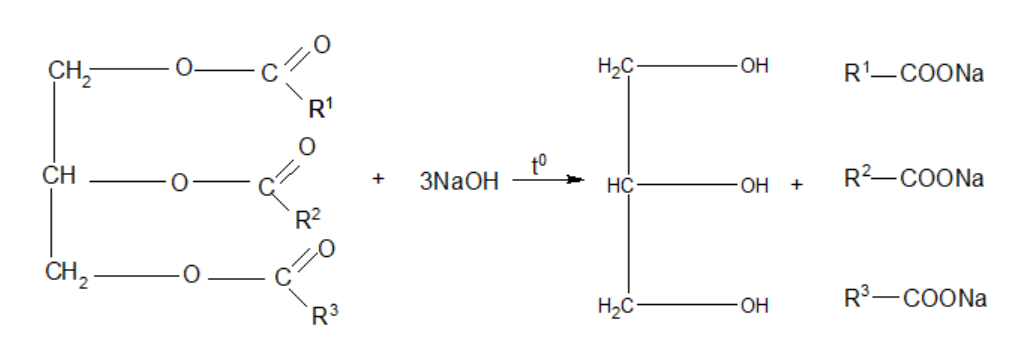 CH₂ O C O R¹
CH O C O R²
CH₂ O C O R³
+ 3NaOH t⁰
H₂C OH
HC OH
H₂C OH
+
R¹—COONa
R²—COONa
R³—COONa